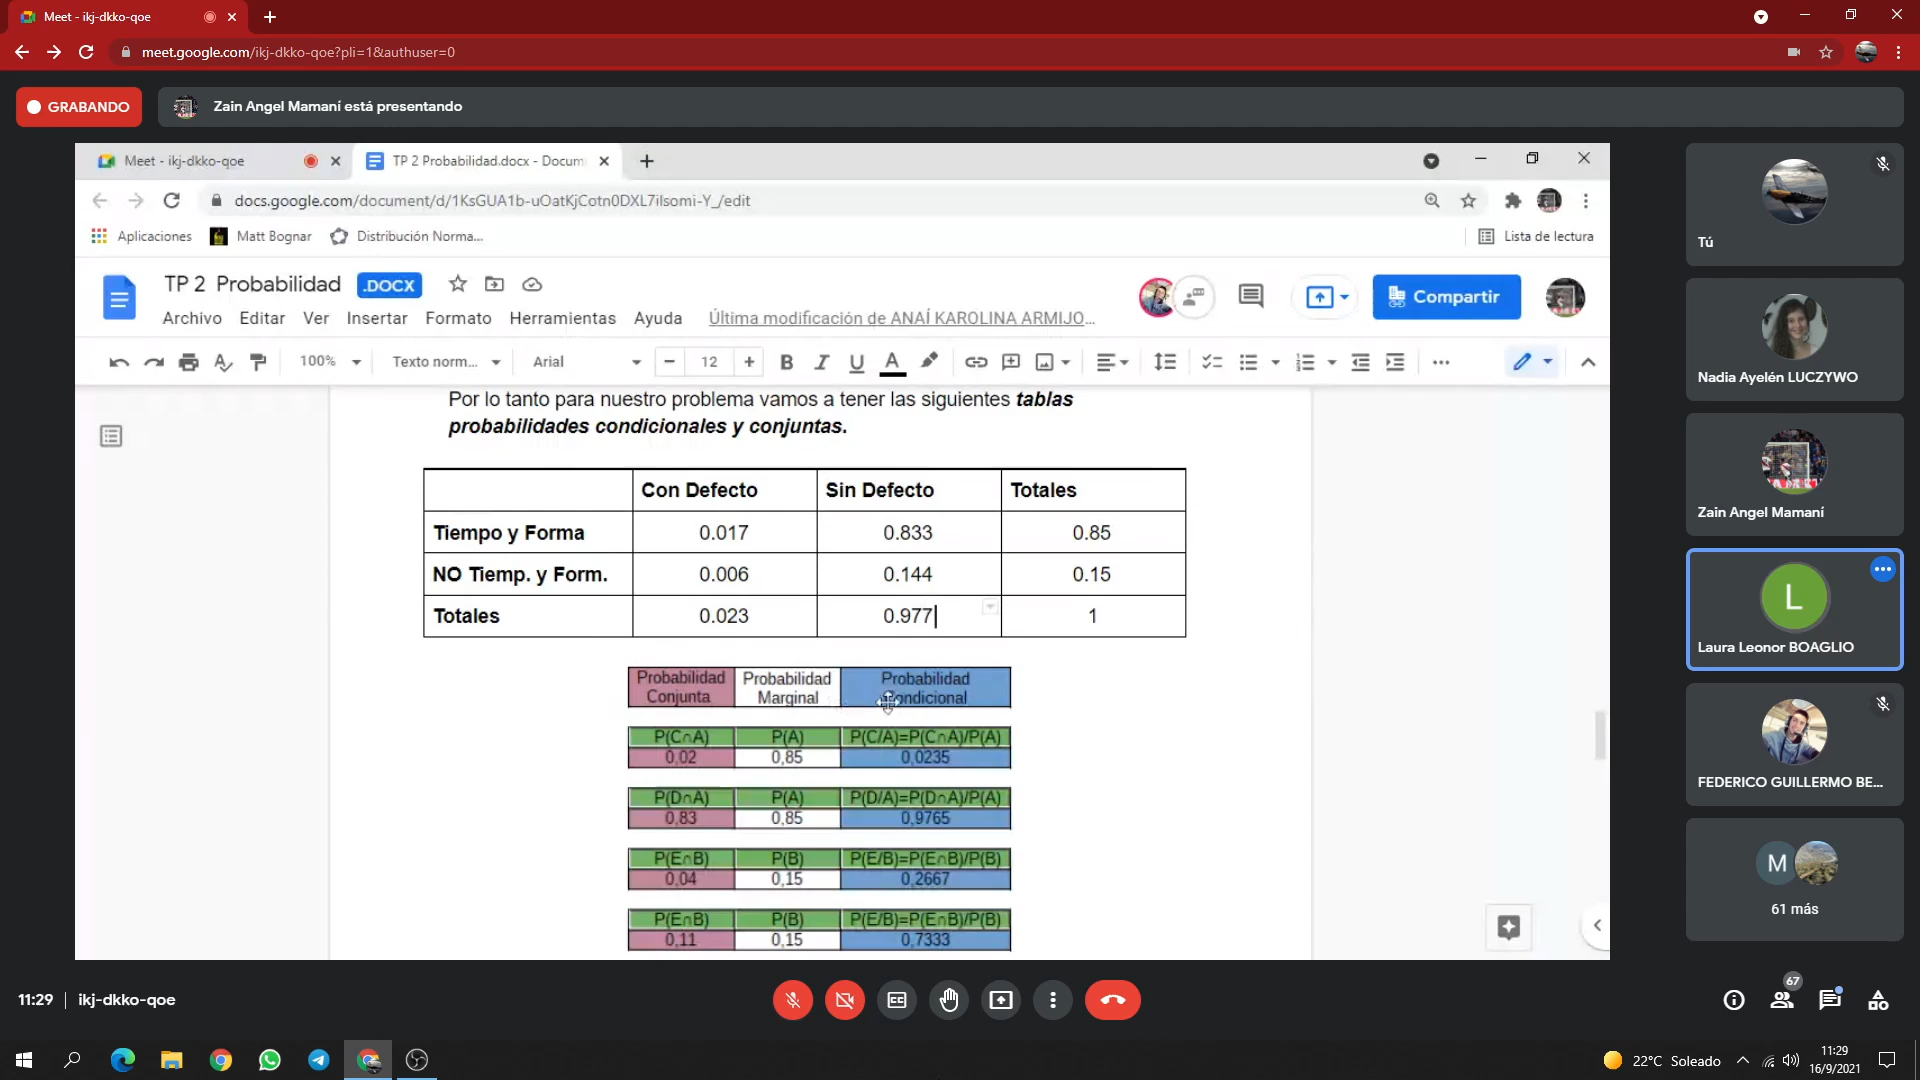 Meet - ikj-dkko-qoe
meet.google.com/ikj-dkko-qoe?pli=1&authuser=0
GRABANDO
Zain Angel Mamaní está presentando
Meet - ikj-dkko-qoe
TP 2 Probabilidad.docx - Docum
docs.google.com/document/d/1KsGUA1b-uOatKjCotn0DXL7ilsomi-Y_/edit
Aplicaciones
Matt Bognar
Distribución Norma...
Lista de lectura
TP 2 Probabilidad
.DOCX
Compartir
Archivo Editar Ver Insertar Formato Herramientas Ayuda
Última modificación de ANAÍ KAROLINA ARMIJO...
100% Texto norm... Arial 12 B I U A
Por lo tanto para nuestro problema vamos a tener las siguientes tablas
probabilidades condicionales y conjuntas.
Con Defecto Sin Defecto Totales
Tiempo y Forma 0.017 0.833 0.85
NO Tiemp. y Form. 0.006 0.144 0.15
Totales 0.023 0.977 1
Probabilidad Conjunta
Probabilidad Marginal
Probabilidad Condicional
P(C∩A) P(A) P(C/A)=P(C∩A)/P(A)
0,02 0,85 0,0235
P(D∩A) P(A) P(D/A)=P(D∩A)/P(A)
0,83 0,85 0,9765
P(E∩B) P(B) P(E/B)=P(E∩B)/P(B)
0,04 0,15 0,2667
P(E∩B) P(B) P(E/B)=P(E∩B)/P(B)
0,11 0,15 0,7333
Tú
Nadia Ayelén LUCZYWO
Zain Angel Mamaní
L
Laura Leonor BOAGLIO
FEDERICO GUILLERMO BE...
M
61 más
11:29 | ikj-dkko-qoe
67
22°C Soleado
11:29
16/9/2021